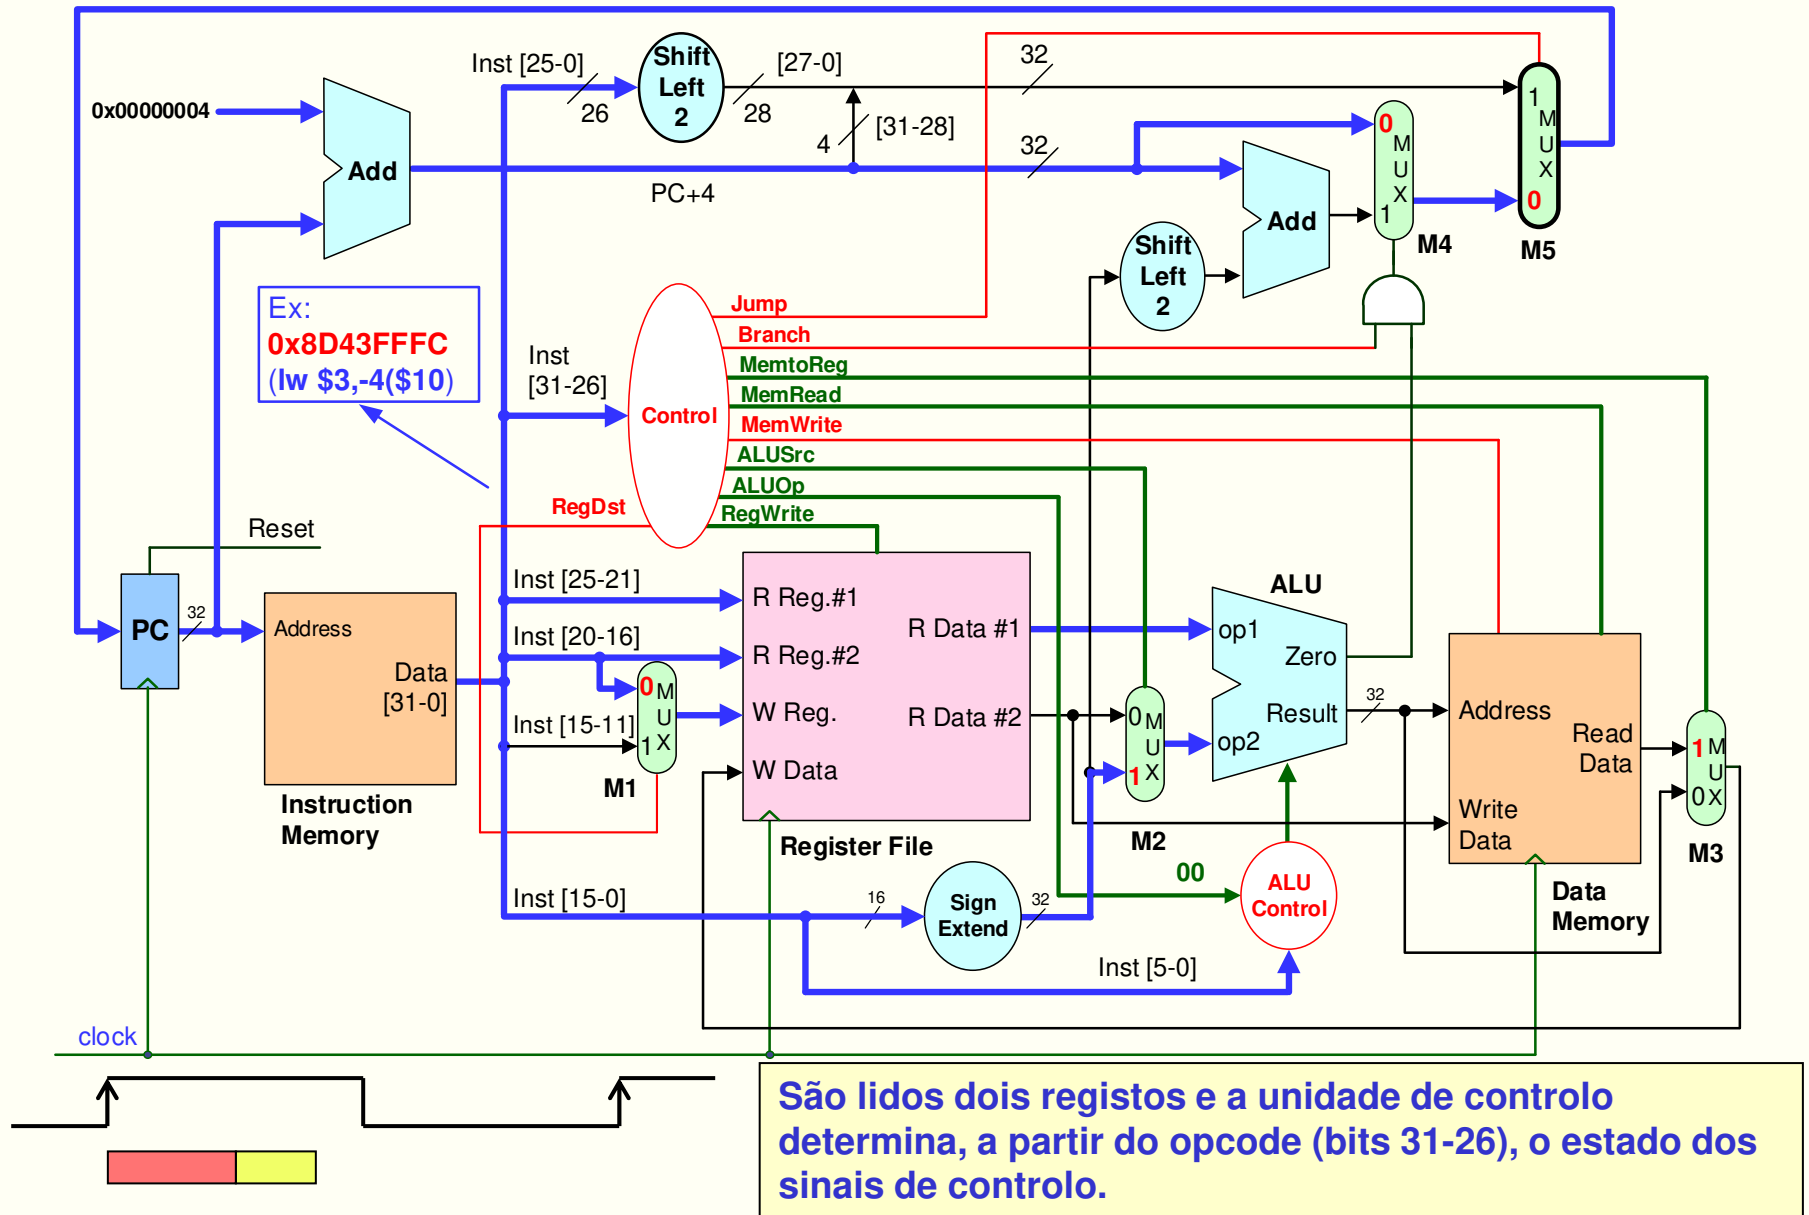 Inst [25-0]
26
Shift
Left
2
[27-0]
28
4
[31-28]
32
0x00000004
Add
PC+4
32
0
M
U
X
1
M4
1
M
U
X
0
M5
Shift
Left
2
Add
Ex:
0x8D43FFFC
(lw $3,-4($10)
Inst
[31-26]
Control
Jump
Branch
MemtoReg
MemRead
MemWrite
ALUSrc
ALUOp
RegWrite
RegDst
Reset
PC
32
Address
Data
[31-0]
Instruction
Memory
Inst [25-21]
Inst [20-16]
Inst [15-11]
0
M
U
X
1
M1
R Reg.#1
R Reg.#2
W Reg.
W Data
R Data #1
R Data #2
Register File
0
M
U
X
1
M2
ALU
op1
op2
Zero
Result
32
Address
Read
Data
Write
Data
Data
Memory
1
M
U
X
0
M3
Inst [15-0]
16
Sign
Extend
32
00
ALU
Control
Inst [5-0]
clock
São lidos dois registos e a unidade de controlo
determina, a partir do opcode (bits 31-26), o estado dos
sinais de controlo.